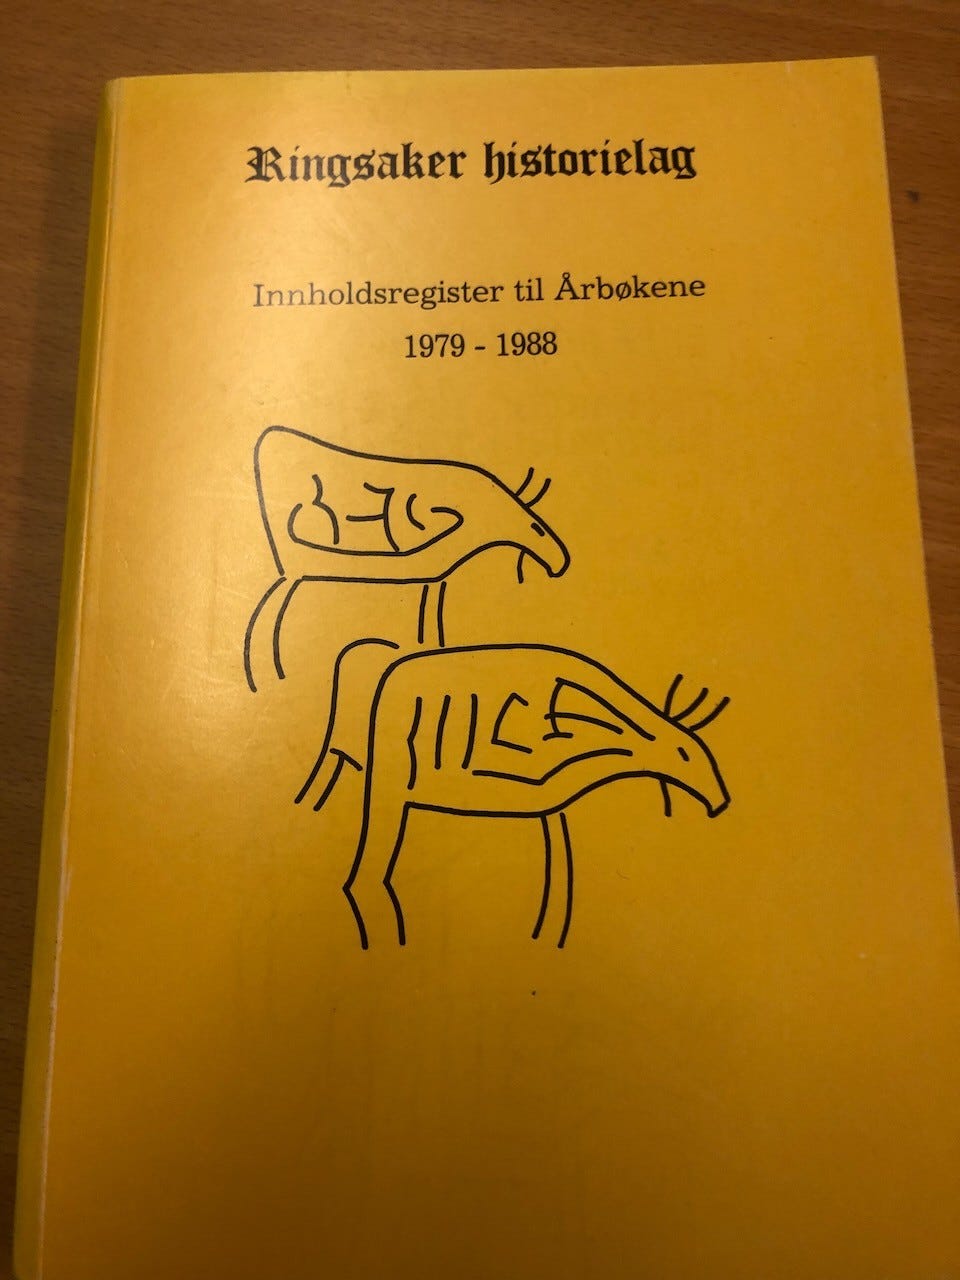 Ringsaker historielag
Innholdsregister til Årbøkene
1979 - 1988